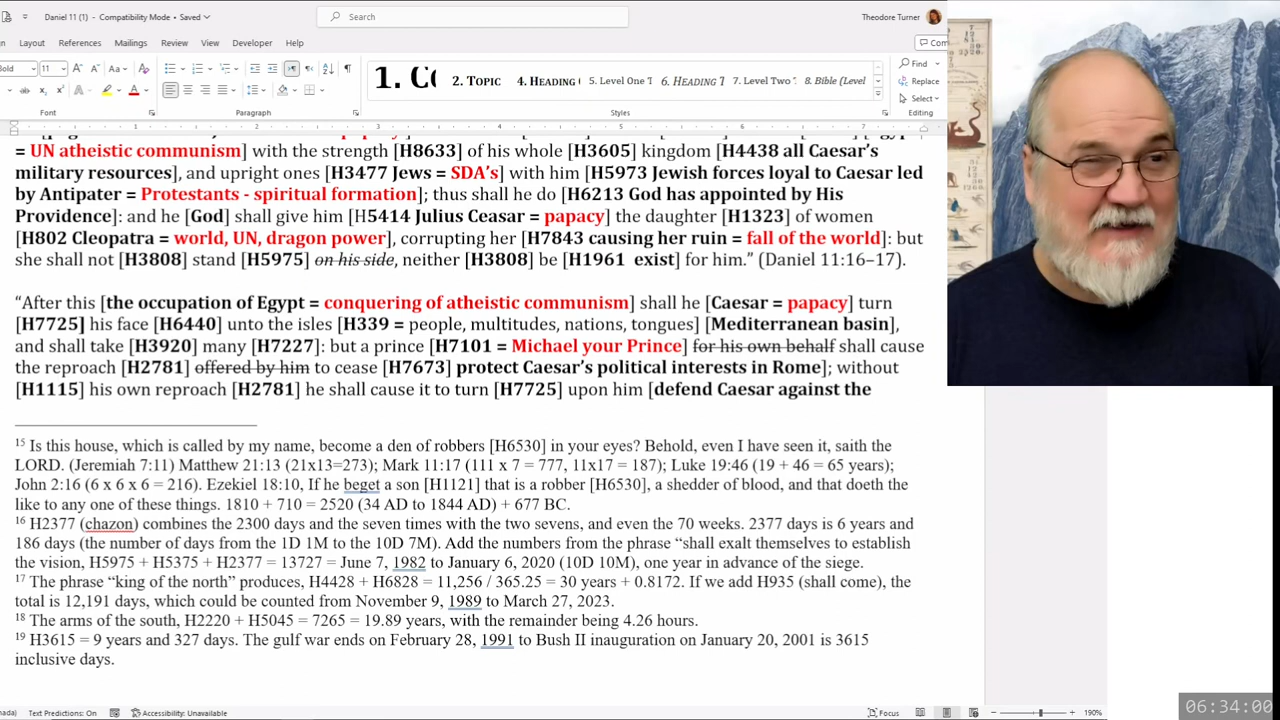 Daniel 11 (1) - Compatibility Mode • Saved
Search
Theodore Turner
Layout References Mailings Review View Developer Help
Bold 11 Aa
1. 2. TOPIC 4. HEADING 5. Level One 6. HEADING 7. Level Two 8. Bible (Level
Find
Replace
Selecting
Font Paragraph Styles Editing
1 2 3 4 5 6 7
= UN atheistic communism] with the strength [H8633] of his whole [H3605] kingdom [H4438 all Caesar's
military resources], and upright ones [H3477 Jews = SDA's] with him [H5973 Jewish forces loyal to Caesar led
by Antipater = Protestants - spritual formation]; thus shall he do [H6213 God has appointed by His
Providence]: and he [God] shall give him [H5414 Julius Ceasar = papacy] the daughter [H1323] of women
[H802 Cleopatra = world, UN, dragon power], corrupting her [H7843 causing her ruin = fall of the world]: but
she shall not [H3808] stand [H5975] on his side, neither [H3808] be [H1961 exist] for him." (Daniel 11:16–17).
"After this [the occupation of Egypt = conquering of atheistic communism] shall he [Caesar = papacy] turn
[H7725] his face [H6440] unto the isles [H339 = people, multitudes, nations, tongues] [Mediterranean basin],
and shall take [H3920] many [H7227]: but a prince [H7101 = Michael your Prince] for his own behalf shall cause
the reproach [H2781] offered by him to cease [H7673] protect Caesar's political interests in Rome]; without
[H1115] his own reproach [H2781] he shall cause it to turn [H7725] upon him [defend Caesar against the
15 Is this house, which is called by my name, become a den of robbers [H6530] in your eyes? Behold, even I have seen it, saith the
LORD. (Jeremiah 7:11) Matthew 21:13 (21x13=273); Mark 11:17 (111 x 7 = 777, 11x17 = 187); Luke 19:46 (19 + 46 = 65 years);
John 2:16 (6 x 6 x 6 = 216). Ezekiel 18:10, If he beget a son [H1121] that is a robber [H6530], a shedder of blood, and that doeth the
like to any one of these things. 1810 + 710 = 2520 (34 AD to 1844 AD) + 677 BC.
16 H2377 (chazon) combines the 2300 days and the seven times with the two sevens, and even the 70 weeks. 2377 days is 6 years and
186 days (the number of days from the 1D 1M to the 10D 7M). Add the numbers from the phrase "shall exalt themselves to establish
the vision, H5975 + H5375 + H2377 = 13727 = June 7, 1982 to January 6, 2020 (10D 10M), one year in advance of the siege.
17 The phrase "king of the north" produces, H4428 + H6828 = 11,256 / 365.25 = 30 years + 0.8172. If we add H935 (shall come), the
total is 12,191 days, which could be counted from November 9, 1989 to March 27, 2023.
18 The arms of the south, H2220 + H5045 = 7265 = 19.89 years, with the remainder being 4.26 hours.
19 H3615 = 9 years and 327 days. The gulf war ends on February 28, 1991 to Bush II inauguration on January 20, 2001 is 3615
inclusive days.
Text Predictions: On Accessibility: Unavailable Focus 190%
06:34:00